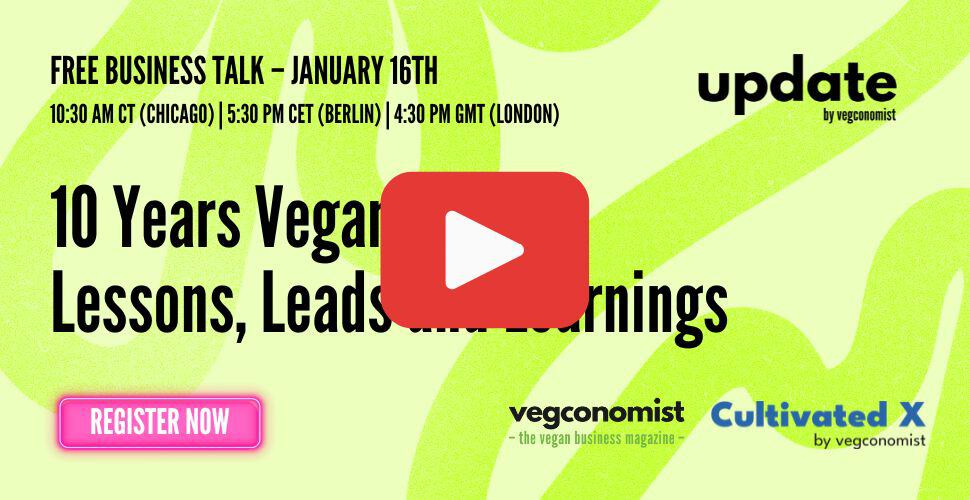 FREE BUSINESS TALK – JANUARY 16TH
10:30 AM CT (CHICAGO) | 5:30 PM CET (BERLIN) | 4:30 PM GMT (LONDON)
update
by vegconomist
10 Years Vegan
Lessons, Leads and Learnings
REGISTER NOW
vegconomist
– the vegan business magazine –
Cultivated X
by vegconomist